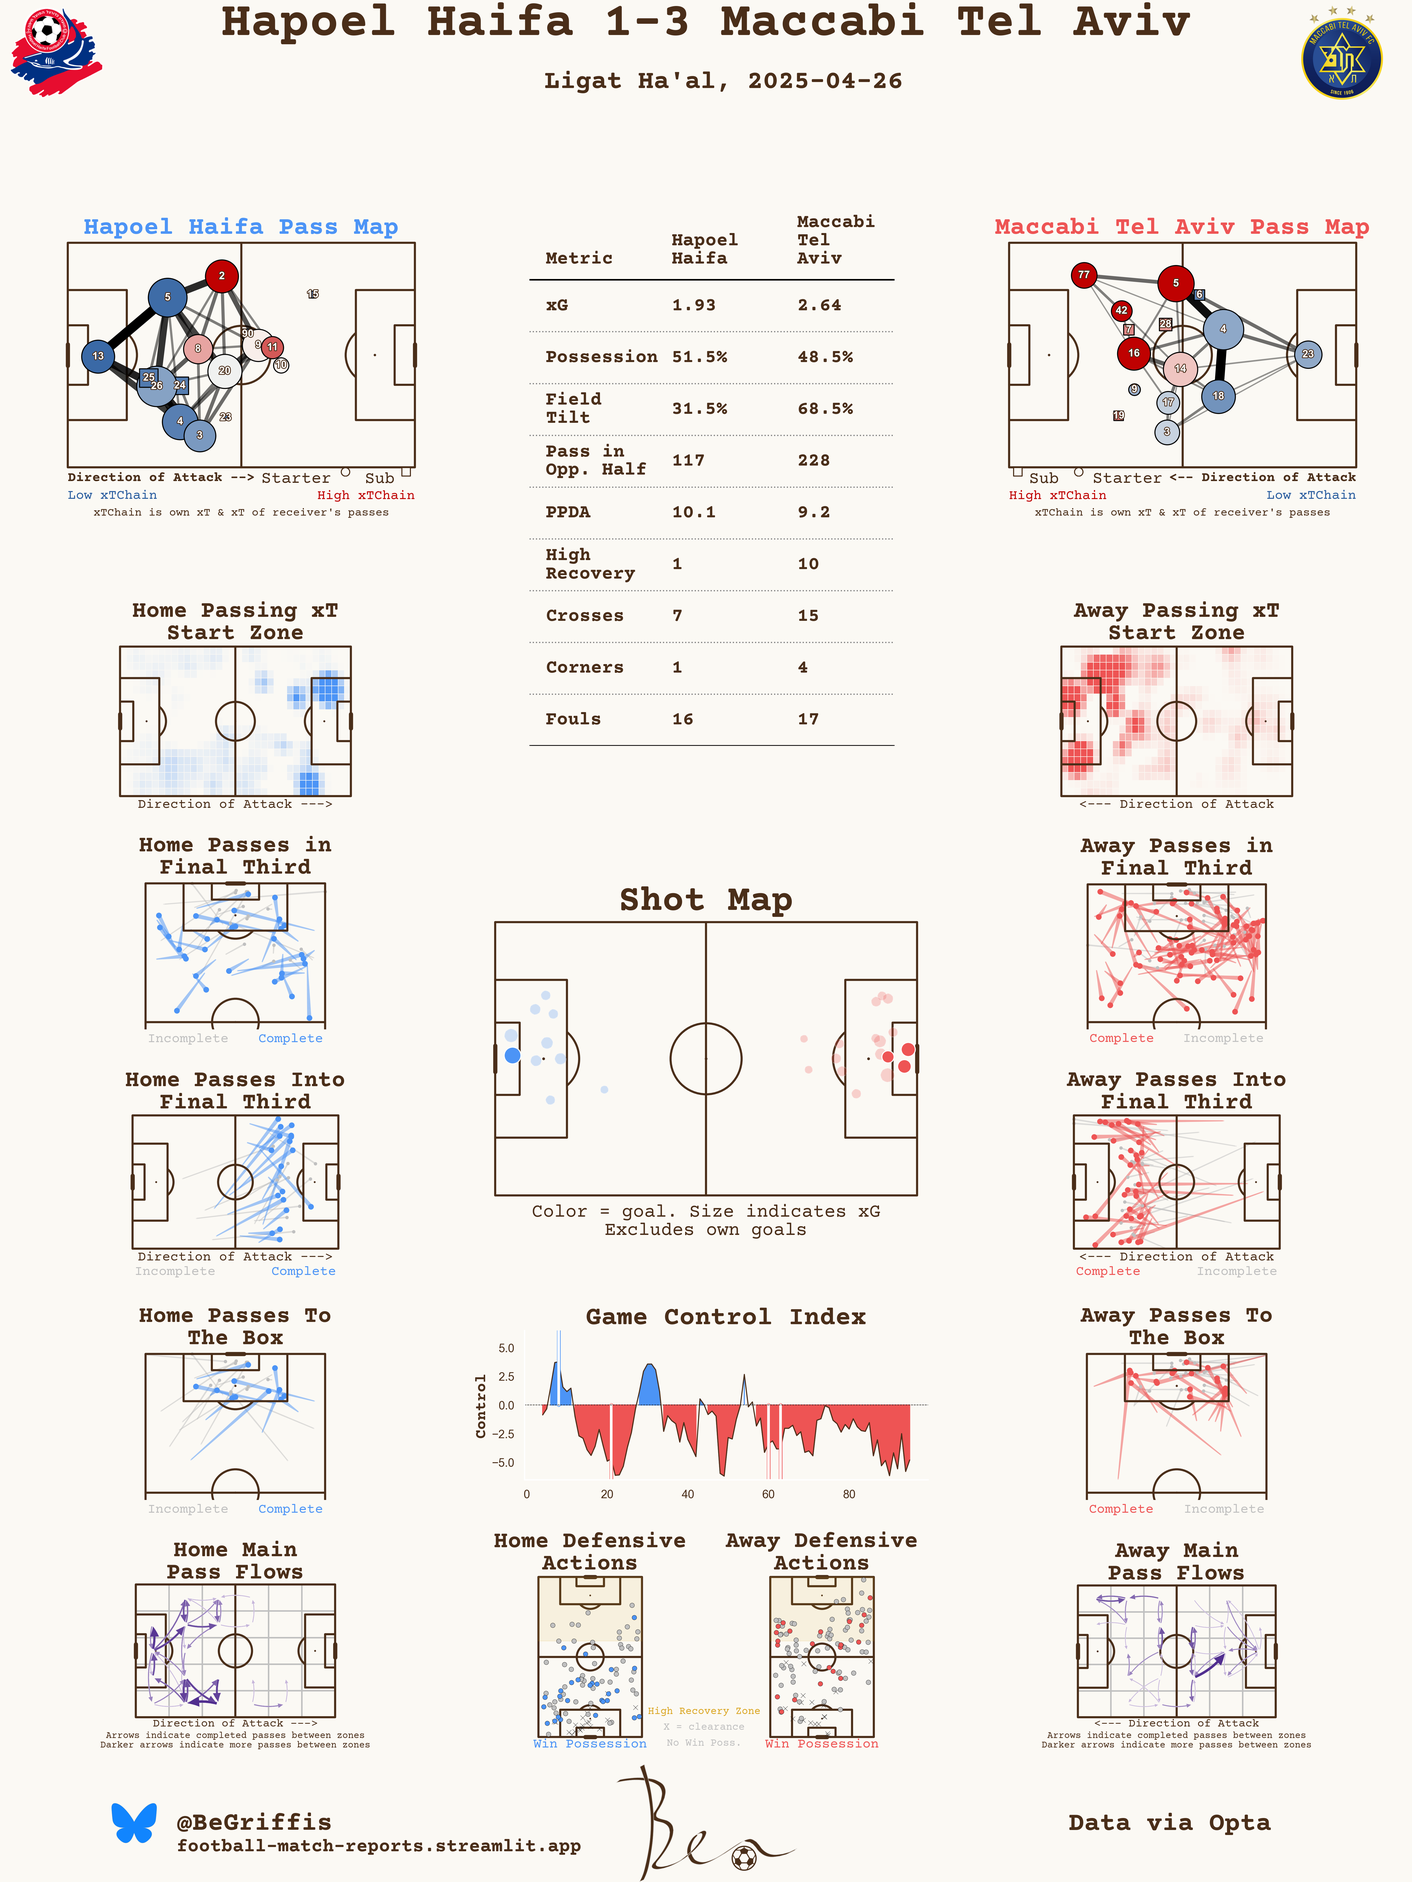 Hapoel Haifa 1-3 Maccabi Tel Aviv
Ligat Ha'al, 2025-04-26
MACCABI TEL AVIV FC
SINCE 1906
Hapoel Haifa Pass Map
2
15
5
90
8
9
11
10
13
20
25
26
24
23
4
3
Direction of Attack --> Starter Sub
Low xTChain High xTChain
xTChain is own xT & xT of receiver's passes
Metric Hapoel Haifa Maccabi Tel Aviv
xG 1.93 2.64
Possession 51.5% 48.5%
Field Tilt 31.5% 68.5%
Pass in Opp. Half 117 228
PPDA 10.1 9.2
High Recovery 1 10
Crosses 7 15
Corners 1 4
Fouls 16 17
Maccabi Tel Aviv Pass Map
77
5
6
42
7
28
4
16
14
23
9
17
18
19
3
Sub Starter <-- Direction of Attack
High xTChain Low xTChain
xTChain is own xT & xT of receiver's passes
Home Passing xT
Start Zone
Direction of Attack --->
Away Passing xT
Start Zone
<--- Direction of Attack
Home Passes in
Final Third
Incomplete Complete
Away Passes in
Final Third
Complete Incomplete
Shot Map
Color = goal. Size indicates xG
Excludes own goals
Home Passes Into
Final Third
Direction of Attack --->
Incomplete Complete
Away Passes Into
Final Third
<--- Direction of Attack
Complete Incomplete
Home Passes To
The Box
Incomplete Complete
Game Control Index
Control
5.0
2.5
0.0
−2.5
−5.0
0 20 40 60 80
Away Passes To
The Box
Complete Incomplete
Home Main
Pass Flows
Direction of Attack --->
Arrows indicate completed passes between zones
Darker arrows indicate more passes between zones
Home Defensive
Actions
Win Possession
High Recovery Zone
X = clearance
No Win Poss.
Away Defensive
Actions
Win Possession
Away Main
Pass Flows
<--- Direction of Attack
Arrows indicate completed passes between zones
Darker arrows indicate more passes between zones
@BeGriffis
football-match-reports.streamlit.app
Ben
Data via Opta